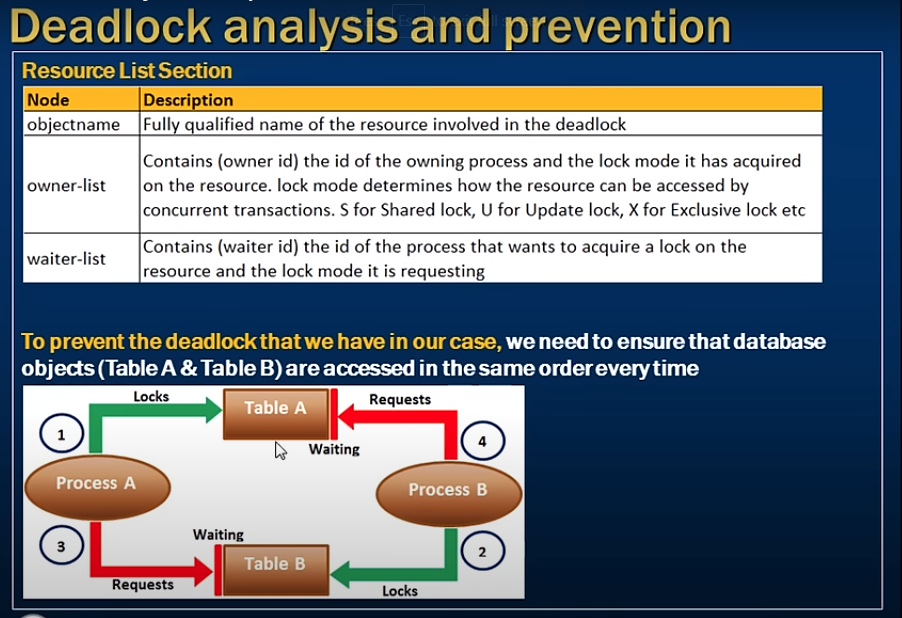 Deadlock analysis and prevention
Resource List Section
Node Description
objectname Fully qualified name of the resource involved in the deadlock
owner-list Contains (owner id) the id of the owning process and the lock mode it has acquired
on the resource. lock mode determines how the resource can be accessed by
concurrent transactions. S for Shared lock, U for Update lock, X for Exclusive lock etc
waiter-list Contains (waiter id) the id of the process that wants to acquire a lock on the
resource and the lock mode it is requesting
To prevent the deadlock that we have in our case, we need to ensure that database
objects (Table A & Table B) are accessed in the same order every time
Locks
Requests
Table A
1
4
Waiting
Process A
Process B
Waiting
3
2
Table B
Requests
Locks